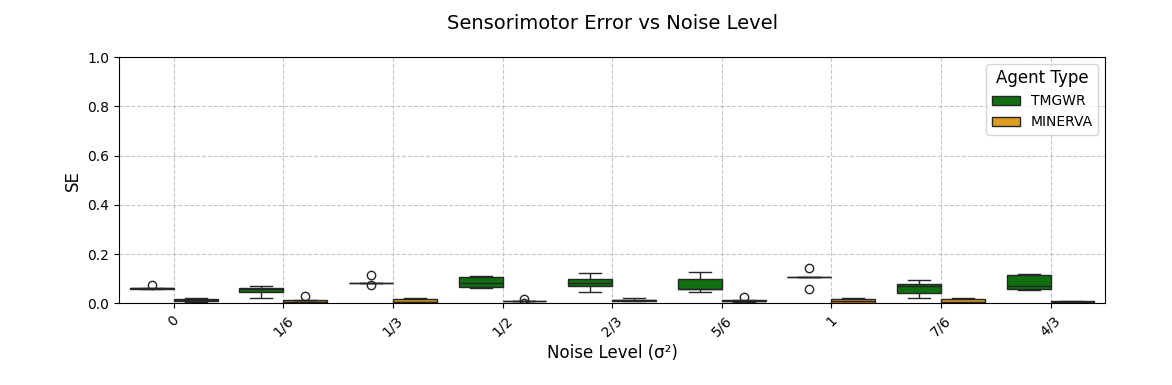 Sensorimotor Error vs Noise Level
1.0
0.8
0.6
0.4
0.2
0.0
SE
Agent Type
TMGWR
MINERVA
0
1/6
1/3
1/2
2/3
5/6
1
7/6
4/3
Noise Level (σ²)